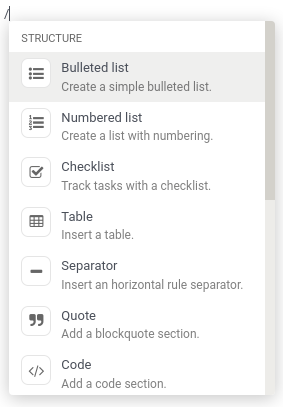 /
STRUCTURE
Bulleted list
Create a simple bulleted list.
Numbered list
Create a list with numbering.
Checklist
Track tasks with a checklist.
Table
Insert a table.
Separator
Insert an horizontal rule separator.
Quote
Add a blockquote section.
Code
Add a code section.